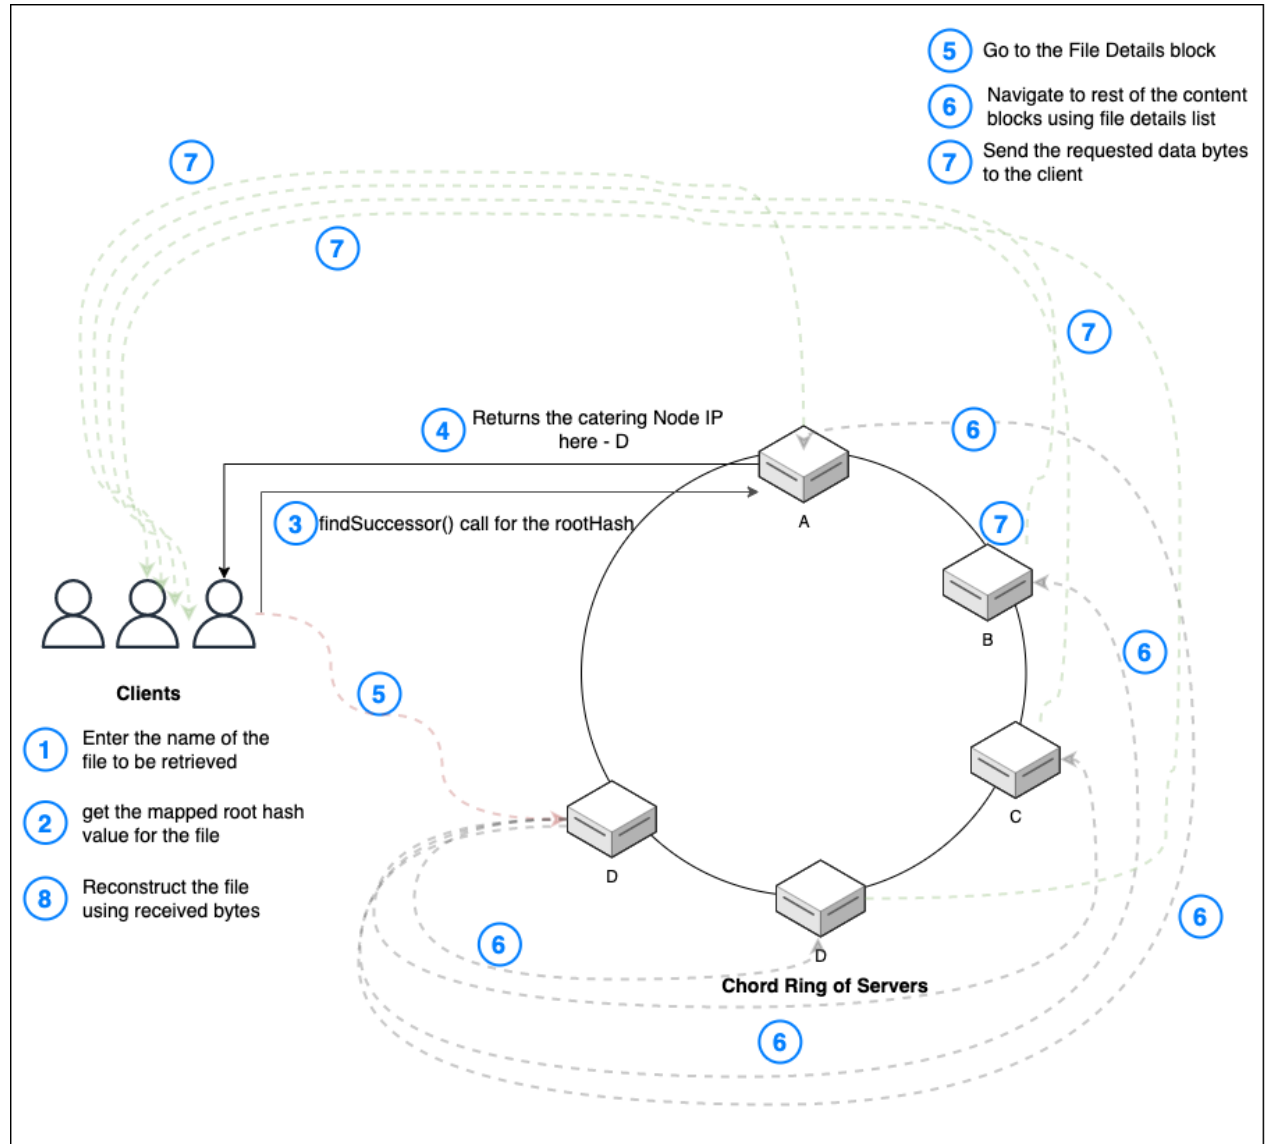 5
Go to the File Details block
6
Navigate to rest of the content
blocks using file details list
7
Send the requested data bytes
to the client
7
7
7
4
Returns the catering Node IP
here - D
6
3
findSuccessor() call for the rootHash
A
7
B
6
5
Clients
1
Enter the name of the
file to be retrieved
2
get the mapped root hash
value for the file
8
Reconstruct the file
using received bytes
C
D
6
6
D
Chord Ring of Servers
6